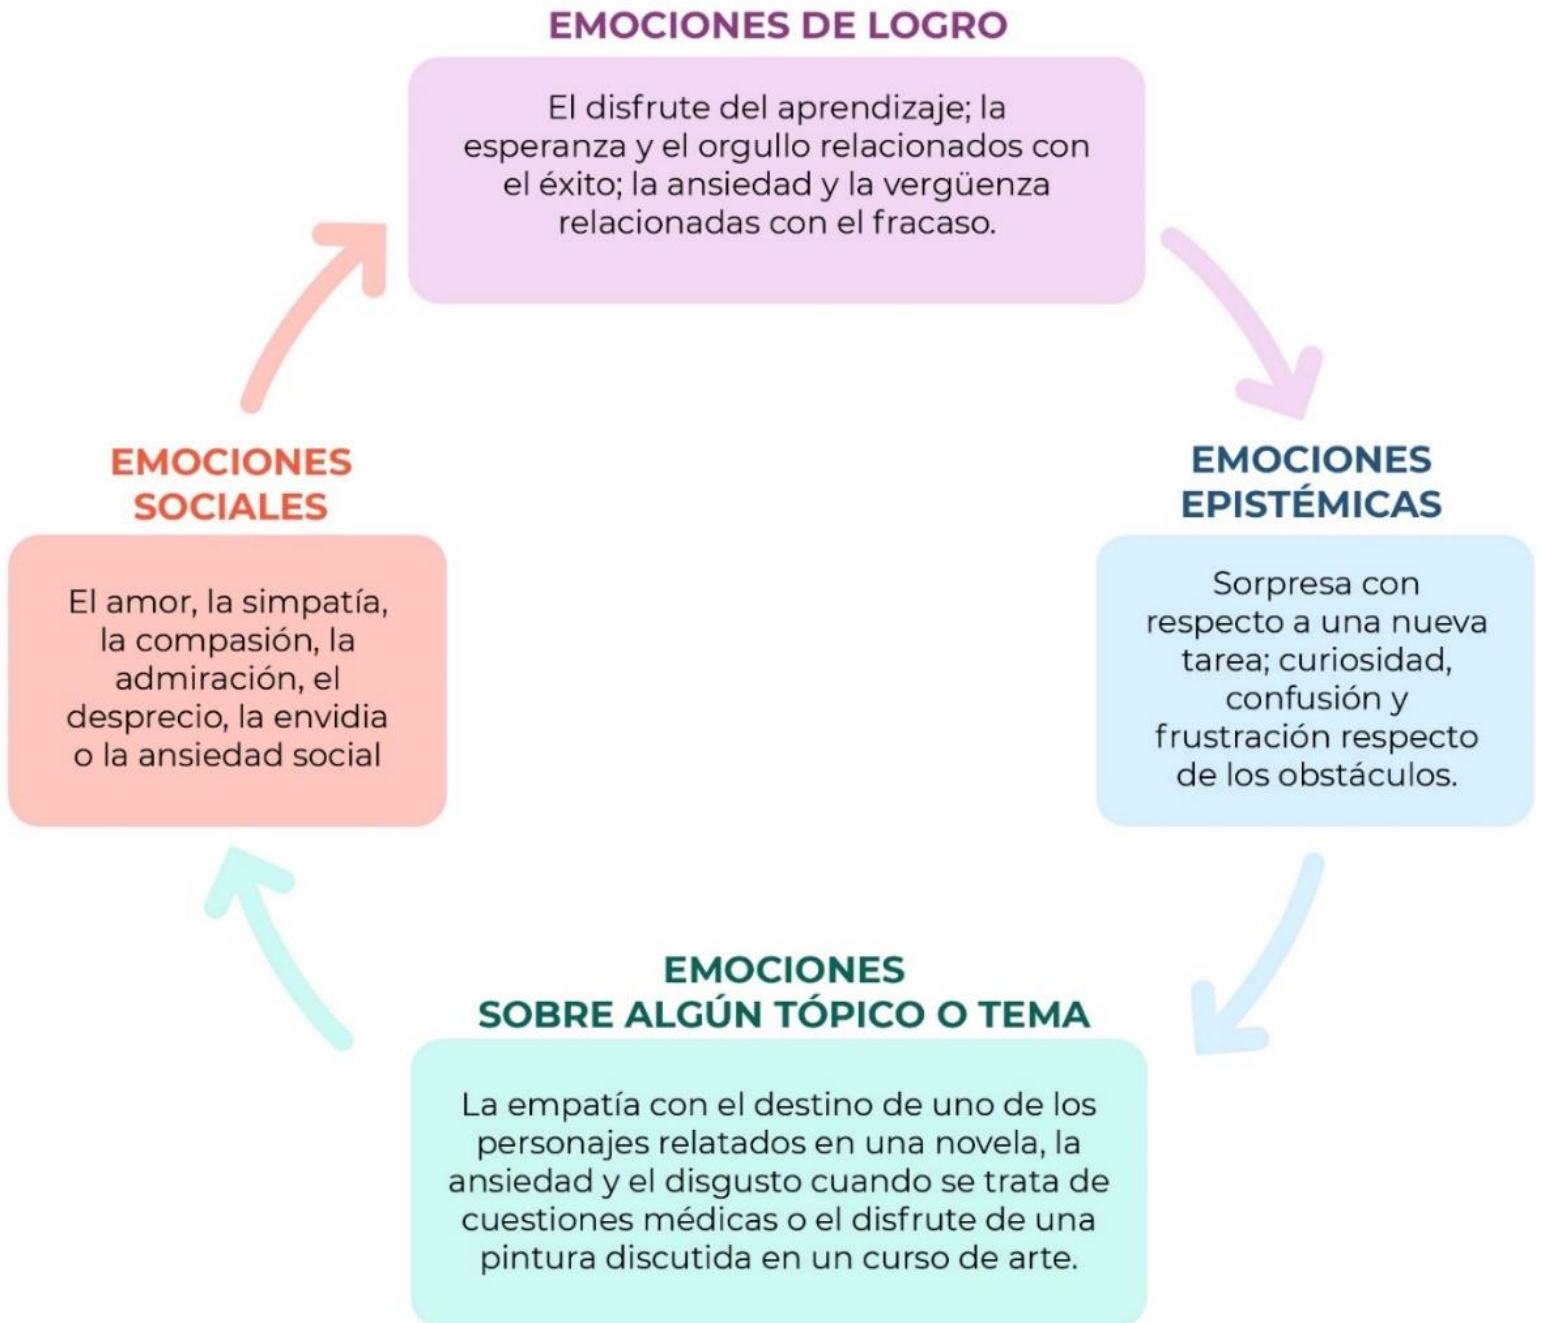 EMOCIONES DE LOGRO
El disfrute del aprendizaje; la
esperanza y el orgullo relacionados con
el éxito; la ansiedad y la vergüenza
relacionadas con el fracaso.
EMOCIONES
EPISTÉMICAS
Sorpresa con
respecto a una nueva
tarea; curiosidad,
confusión y
frustración respecto
de los obstáculos.
EMOCIONES
SOBRE ALGÚN TÓPICO O TEMA
La empatía con el destino de uno de los
personajes relatados en una novela, la
ansiedad y el disgusto cuando se trata de
cuestiones médicas o el disfrute de una
pintura discutida en un curso de arte.
EMOCIONES
SOCIALES
El amor, la simpatía,
la compasión, la
admiración, el
desprecio, la envidia
o la ansiedad social